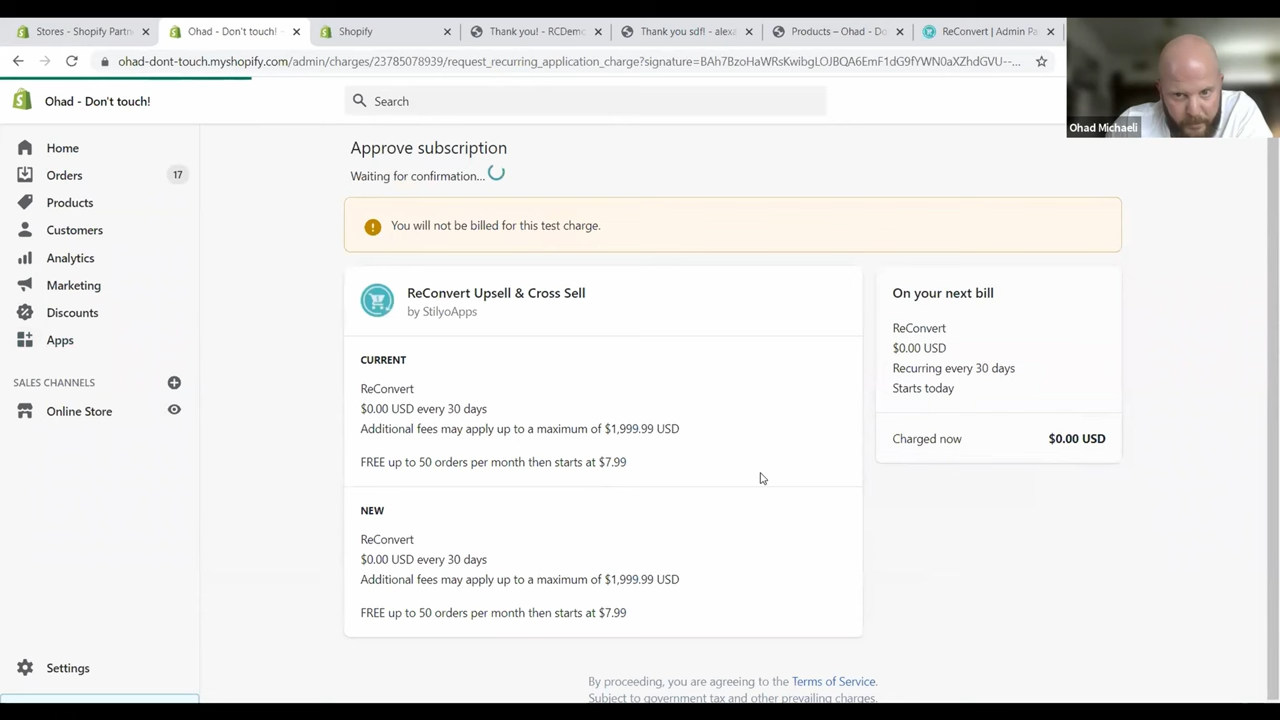 Stores - Shopify Partn
Ohad - Don't touch! ·
Shopify
Thank you! - RCDemo
Thank you sdf! - alexa
Products – Ohad - Do
ReConvert | Admin Pa
ohad-dont-touch.myshopify.com/admin/charges/23785078939/request_recurring_application_charge?signature=BAh7BzoHaWRsKwibgLOJBQA6EmF1dG9fYWN0aXZhdGVU--...
Ohad - Don't touch!
Search
Ohad Michaeli
Home
Orders 17
Products
Customers
Analytics
Marketing
Discounts
Apps
SALES CHANNELS
Online Store
Settings
Approve subscription
Waiting for confirmation...
You will not be billed for this test charge.
ReConvert Upsell & Cross Sell
by StilyoApps
CURRENT
ReConvert
$0.00 USD every 30 days
Additional fees may apply up to a maximum of $1,999.99 USD
FREE up to 50 orders per month then starts at $7.99
NEW
ReConvert
$0.00 USD every 30 days
Additional fees may apply up to a maximum of $1,999.99 USD
FREE up to 50 orders per month then starts at $7.99
On your next bill
ReConvert
$0.00 USD
Recurring every 30 days
Starts today
Charged now $0.00 USD
By proceeding, you are agreeing to the Terms of Service.
Subject to government tax and other prevailing charges.